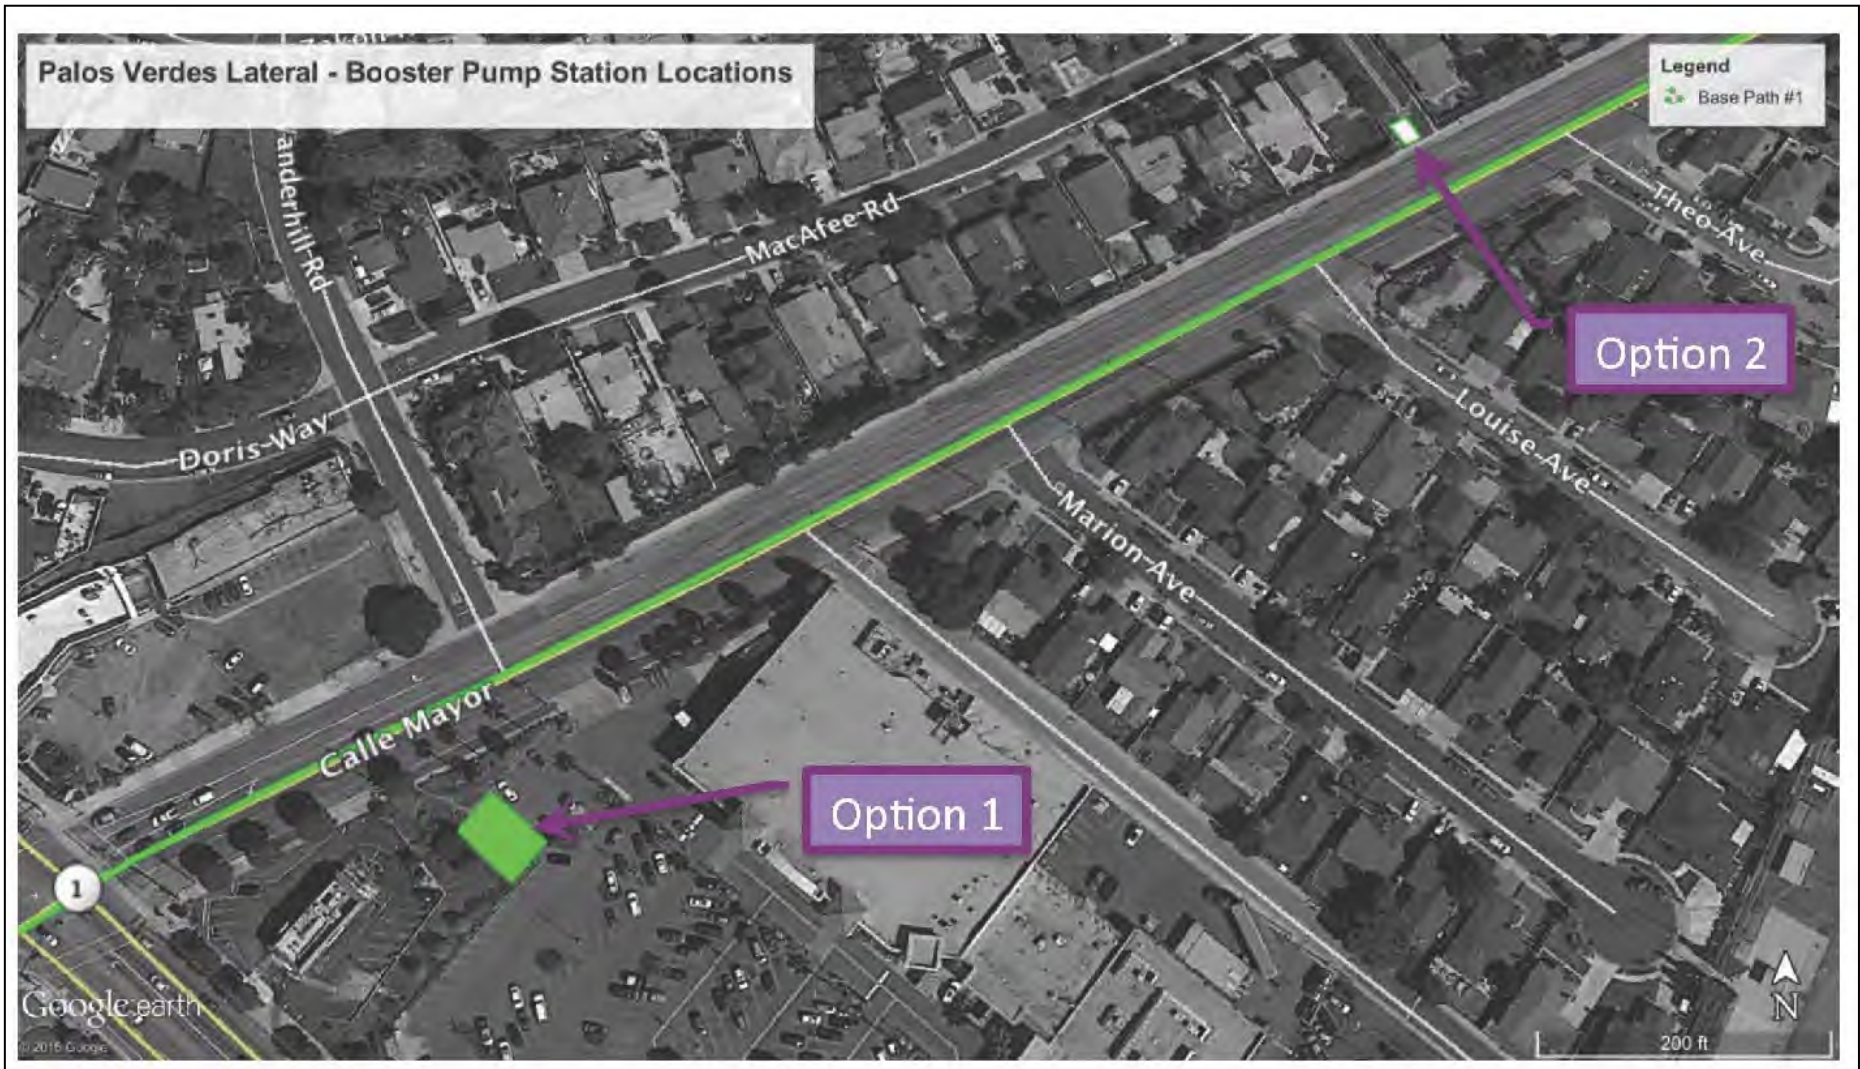 Palos Verdes Lateral - Booster Pump Station Locations
Legend
Base Path #1
anderhill Rd
MacAfee-Rd
Theo-Ave
Option 2
Louise-Ave
Doris-Way
Marion-Ave
Calle Mayor
Option 1
1
Google earth
© 2015 Google
N
200 ft